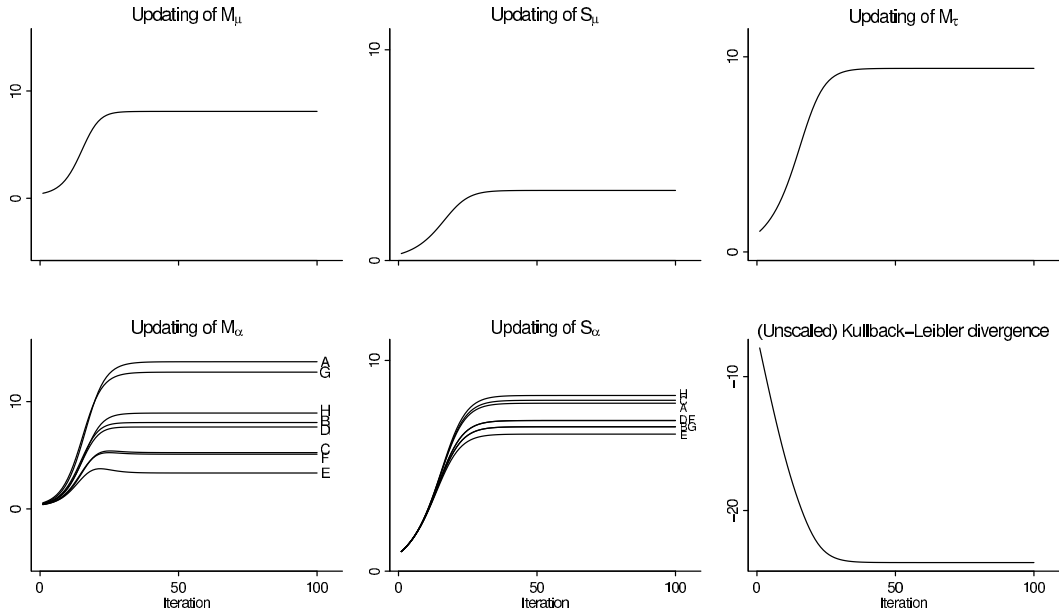 Updating of Mμ
Updating of Sμ
Updating of Mτ
0
10
0
10
0
10
Updating of Mα
Updating of Sα
(Unscaled) Kullback−Leibler divergence
0
10
A
G
H
B
D
C
F
E
0
50
100
Iteration
0
10
H
C
A
DF
BG
E
0
50
100
Iteration
−10
−20
0
50
100
Iteration